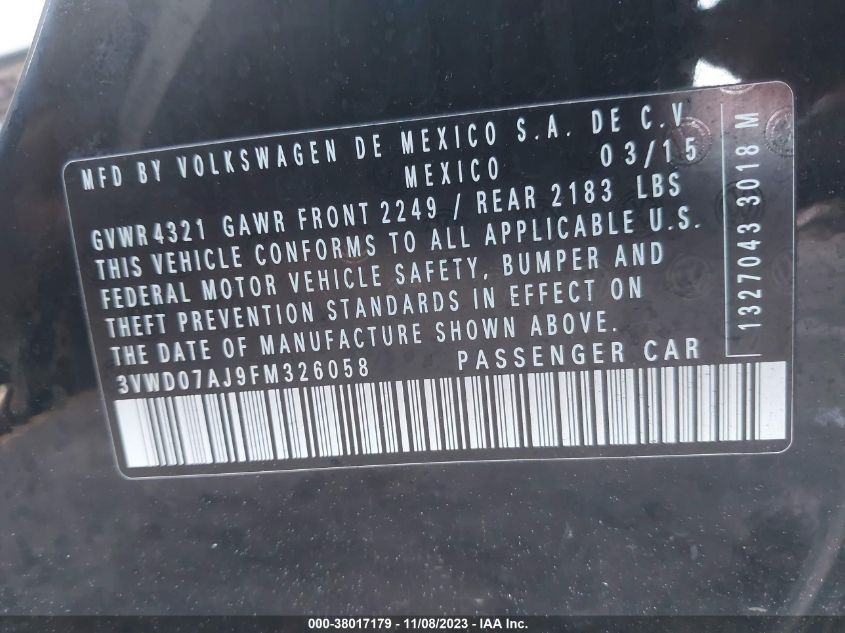 MFD BY VOLKSWAGEN DE MEXICO S.A. DE C.V
MEXICO 03/15
GVWR4321 GAWR FRONT 2249 / REAR 2183 LBS
THIS VEHICLE CONFORMS TO ALL APPLICABLE U.S.
FEDERAL MOTOR VEHICLE SAFETY, BUMPER AND
THEFT PREVENTION STANDARDS IN EFFECT ON
THE DATE OF MANUFACTURE SHOWN ABOVE.
3VWD07AJ9FM326058 PASSENGER CAR
1327043 3018 M
000-38017179 - 11/08/2023 - IAA Inc.